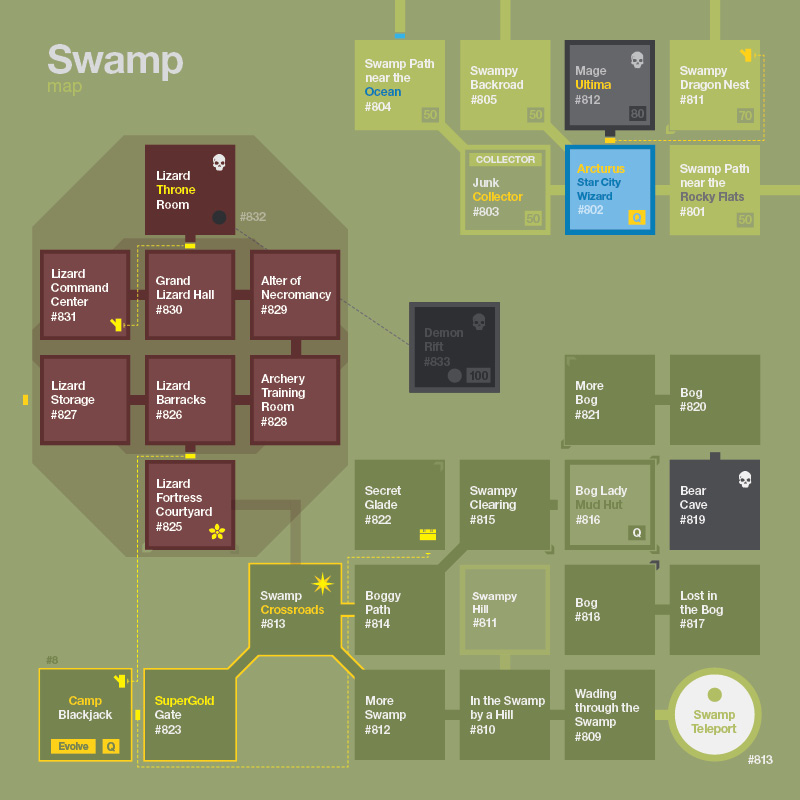 Swamp
map
Swamp Path
near the
Ocean
#804
50
Swampy
Backroad
#805
50
Mage
Ultima
#812
80
Swampy
Dragon Nest
#811
70
COLLECTOR
Junk
Collector
#803
50
Arcturus
Star City
Wizard
#802
Q
Swamp Path
near the
Rocky Flats
#801
50
Lizard
Throne
Room
#832
Lizard
Command
Center
#831
Grand
Lizard Hall
#830
Alter of
Necromancy
#829
Demon
Rift
#833
100
Lizard
Storage
#827
Lizard
Barracks
#826
Archery
Training
Room
#828
More
Bog
#821
Bog
#820
Lizard
Fortress
Courtyard
#825
Secret
Glade
#822
Swampy
Clearing
#815
Bog Lady
Mud Hut
#816
Q
Bear
Cave
#819
Swamp
Crossroads
#813
Boggy
Path
#814
Swampy
Hill
#811
Bog
#818
Lost in
the Bog
#817
#8
Camp
Blackjack
Evolve
Q
SuperGold
Gate
#823
More
Swamp
#812
In the Swamp
by a Hill
#810
Wading
through the
Swamp
#809
Swamp
Teleport
#813